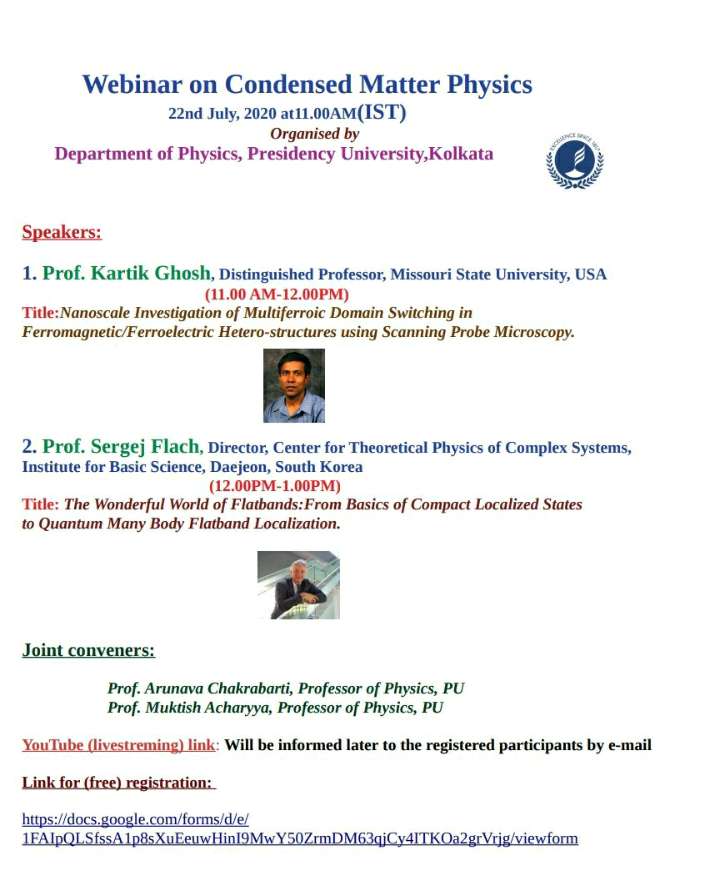 Webinar on Condensed Matter Physics
22nd July, 2020 at11.00AM(IST)
Organised by
Department of Physics, Presidency University,Kolkata
EXCELLENCE SINCE 1817
Speakers:
1. Prof. Kartik Ghosh, Distinguished Professor, Missouri State University, USA
(11.00 AM-12.00PM)
Title:Nanoscale Investigation of Multiferroic Domain Switching in
Ferromagnetic/Ferroelectric Hetero-structures using Scanning Probe Microscopy.
2. Prof. Sergej Flach, Director, Center for Theoretical Physics of Complex Systems,
Institute for Basic Science, Daejeon, South Korea
(12.00PM-1.00PM)
Title: The Wonderful World of Flatbands:From Basics of Compact Localized States
to Quantum Many Body Flatband Localization.
Joint conveners:
Prof. Arunava Chakrabarti, Professor of Physics, PU
Prof. Muktish Acharyya, Professor of Physics, PU
YouTube (livestreming) link: Will be informed later to the registered participants by e-mail
Link for (free) registration:
https://docs.google.com/forms/d/e/
1FAIpQLSfssA1p8sXuEeuwHinI9MwY50ZrmDM63qjCy4ITKOa2grVrjg/viewform